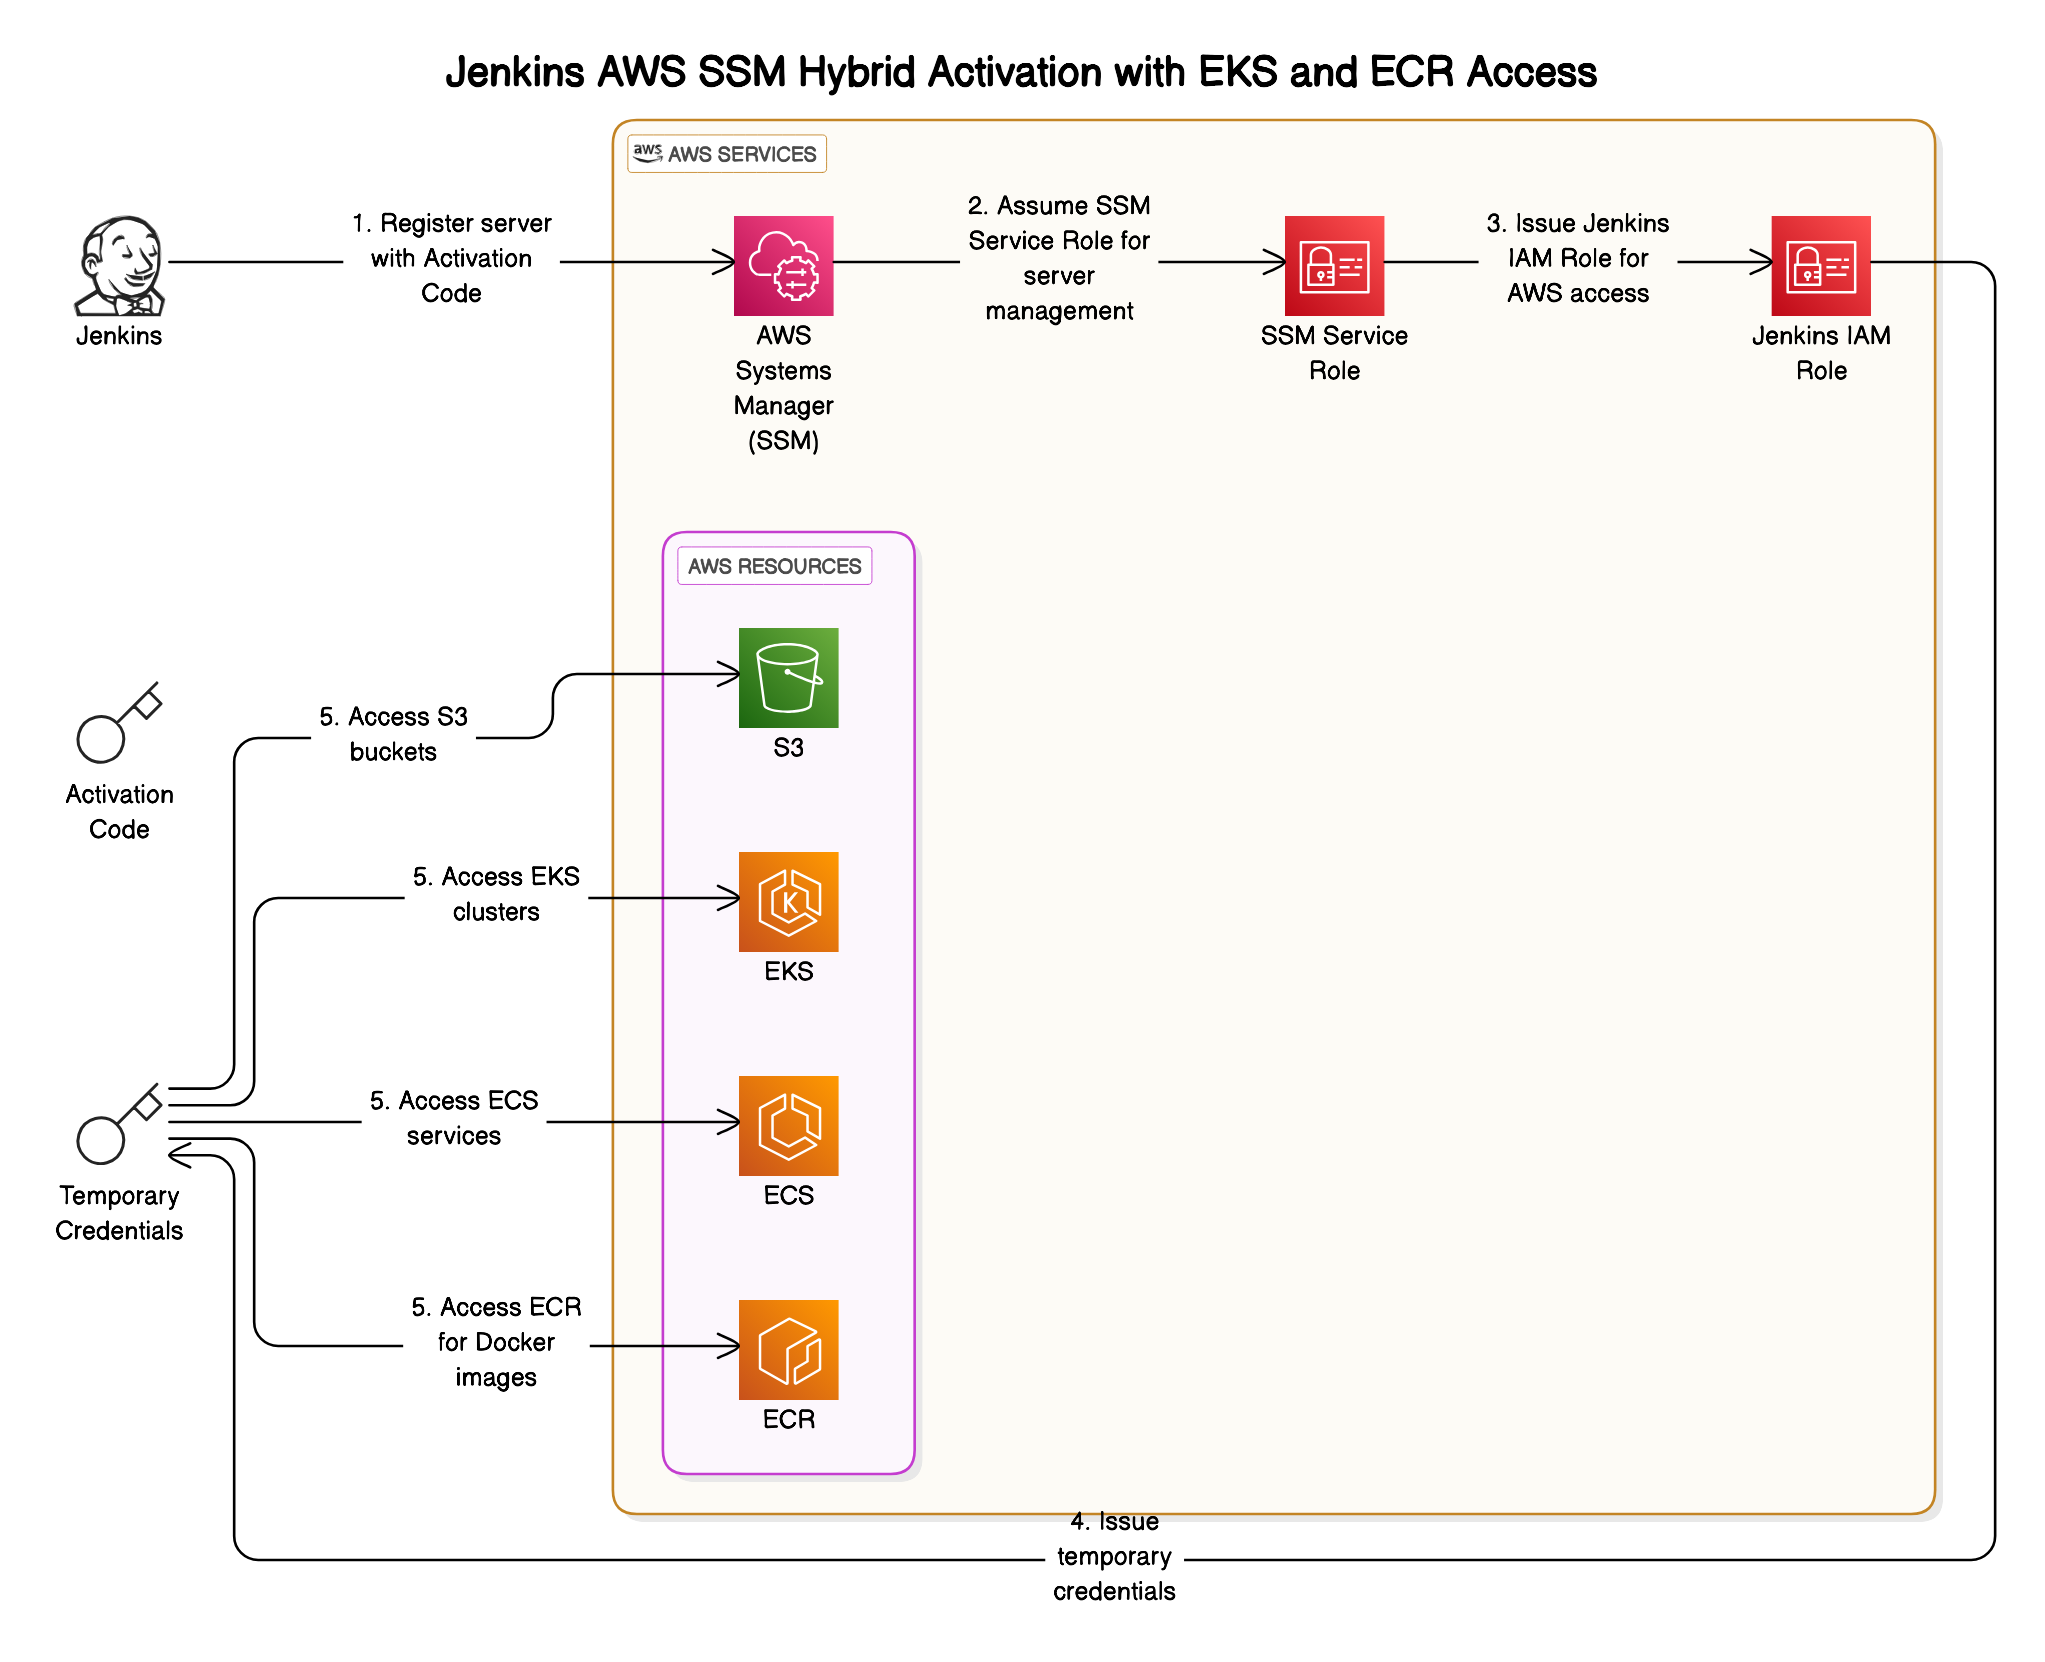 Jenkins AWS SSM Hybrid Activation with EKS and ECR Access
aws AWS SERVICES
1. Register server
with Activation
Code
2. Assume SSM
Service Role for
server
management
3. Issue Jenkins
IAM Role for
AWS access
Jenkins
AWS
Systems
Manager
(SSM)
SSM Service
Role
Jenkins IAM
Role
AWS RESOURCES
5. Access S3
buckets
S3
Activation
Code
5. Access EKS
clusters
EKS
5. Access ECS
services
ECS
Temporary
Credentials
5. Access ECR
for Docker
images
ECR
4. Issue
temporary
credentials